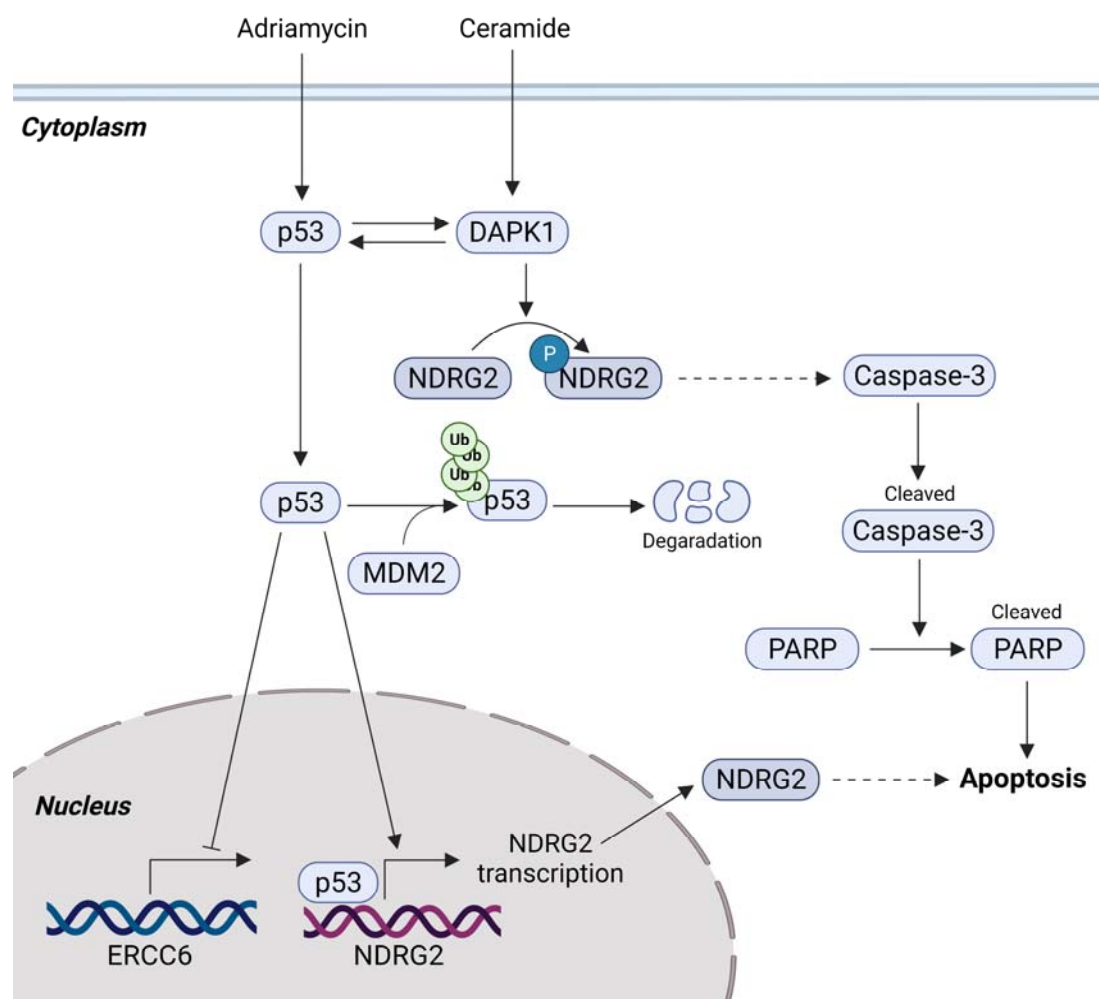 Adriamycin
Ceramide
Cytoplasm
p53
DAPK1
NDRG2
P
NDRG2
Caspase-3
Ub
Ub
Ub
Ub
p53
p53
MDM2
Degaradation
Cleaved
Caspase-3
PARP
Cleaved
PARP
NDRG2
Apoptosis
Nucleus
NDRG2
transcription
p53
ERCC6
NDRG2